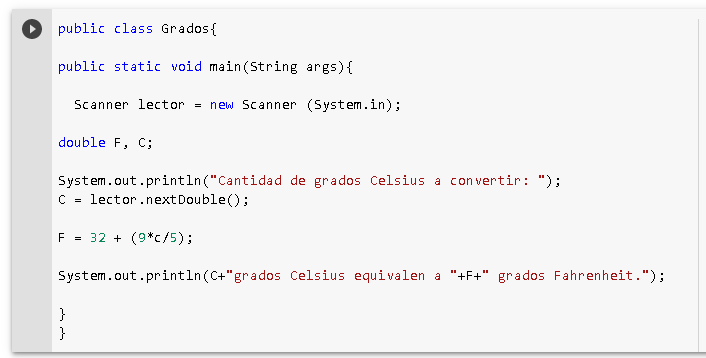 public class Grados{
public static void main(String args){
Scanner lector = new Scanner (System.in);
double F, C;
System.out.println("Cantidad de grados Celsius a convertir: ");
C = lector.nextDouble();
F = 32 + (9*c/5);
System.out.println(C+"grados Celsius equivalen a "+F+" grados Fahrenheit.");
}
}